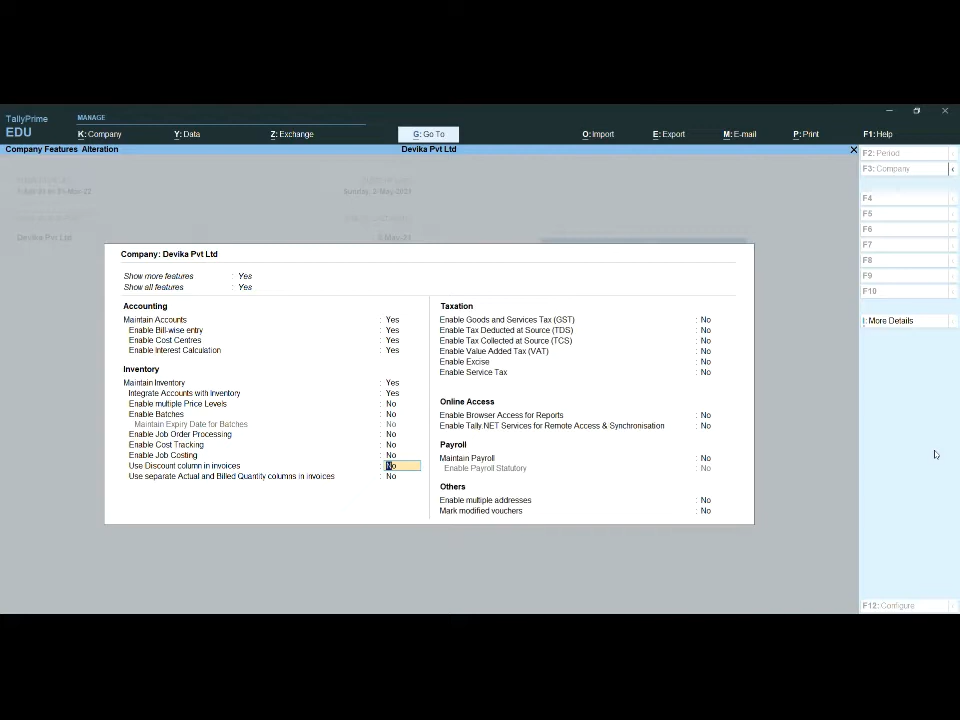 TallyPrime
EDU
MANAGE
K: Company
Y: Data
Z: Exchange
G: Go To
O: Import
E: Export
M: E-mail
P: Print
F1: Help
Company Features Alteration
Devika Pvt Ltd
Company: Devika Pvt Ltd
Show more features : Yes
Show all features : Yes
Accounting
Maintain Accounts : Yes
Enable Bill-wise entry : Yes
Enable Cost Centres : Yes
Enable Interest Calculation : Yes
Inventory
Maintain Inventory : Yes
Integrate Accounts with Inventory : Yes
Enable multiple Price Levels : No
Enable Batches : No
Maintain Expiry Date for Batches : No
Enable Job Order Processing : No
Enable Cost Tracking : No
Enable Job Costing : No
Use Discount column in invoices : No
Use separate Actual and Billed Quantity columns in invoices : No
Taxation
Enable Goods and Services Tax (GST) : No
Enable Tax Deducted at Source (TDS) : No
Enable Tax Collected at Source (TCS) : No
Enable Value Added Tax (VAT) : No
Enable Excise : No
Enable Service Tax : No
Online Access
Enable Browser Access for Reports : No
Enable Tally.NET Services for Remote Access & Synchronisation : No
Payroll
Maintain Payroll : No
Enable Payroll Statutory : No
Others
Enable multiple addresses : No
Mark modified vouchers : No
F2: Period
F3: Company
F4
F5
F6
F7
F8
F9
F10
I: More Details
F12: Configure
Devika Pvt Ltd
2-May-21